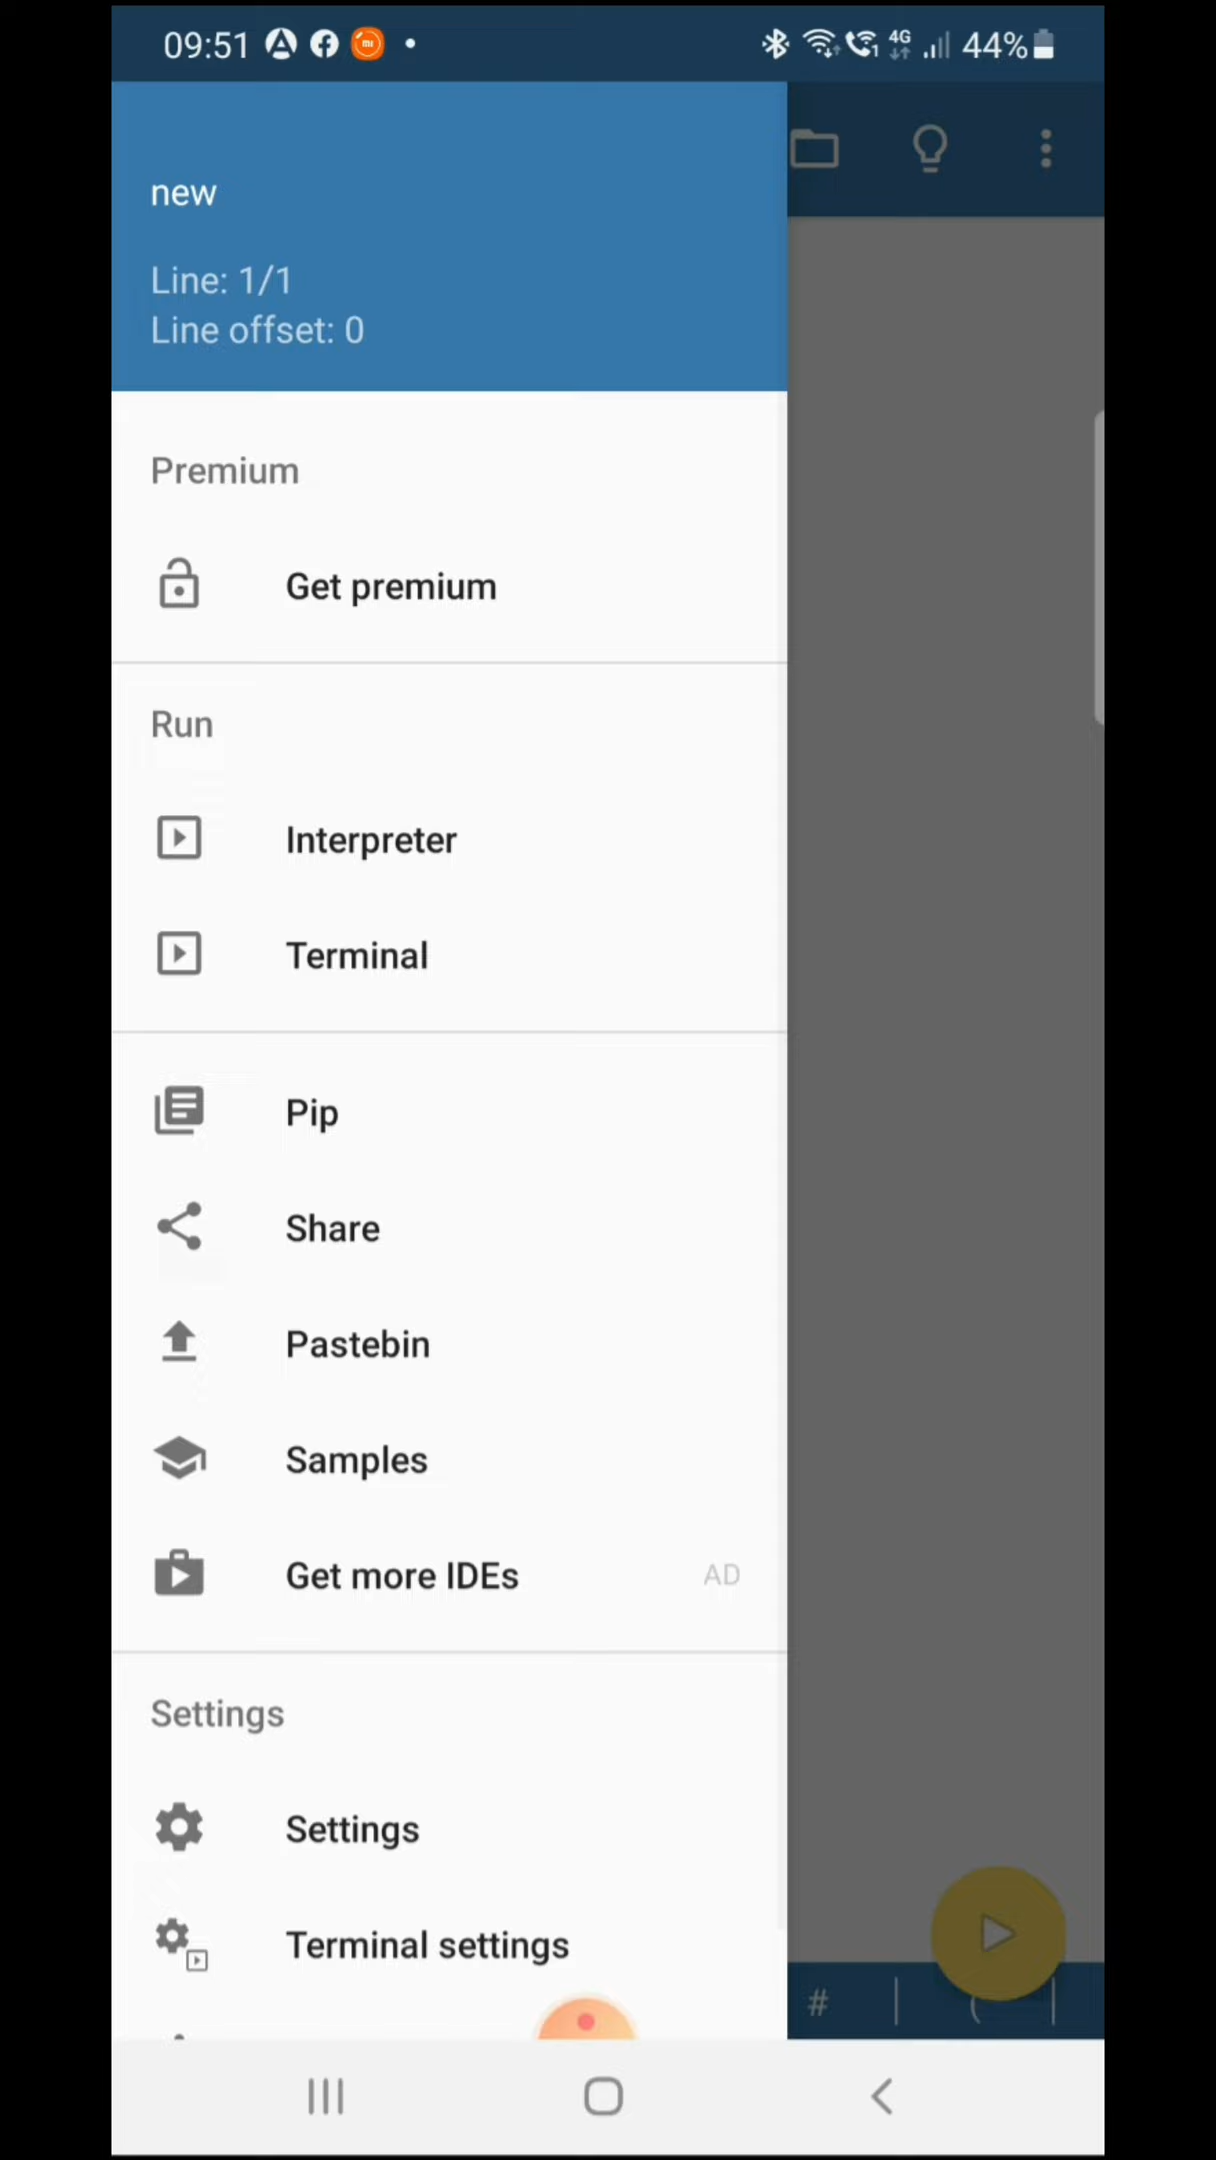 09:51
4G
44%
new
Line: 1/1
Line offset: 0
Premium
Get premium
Run
Interpreter
Terminal
Pip
Share
Pastebin
Samples
Get more IDEs AD
Settings
Settings
Terminal settings
# | ( |